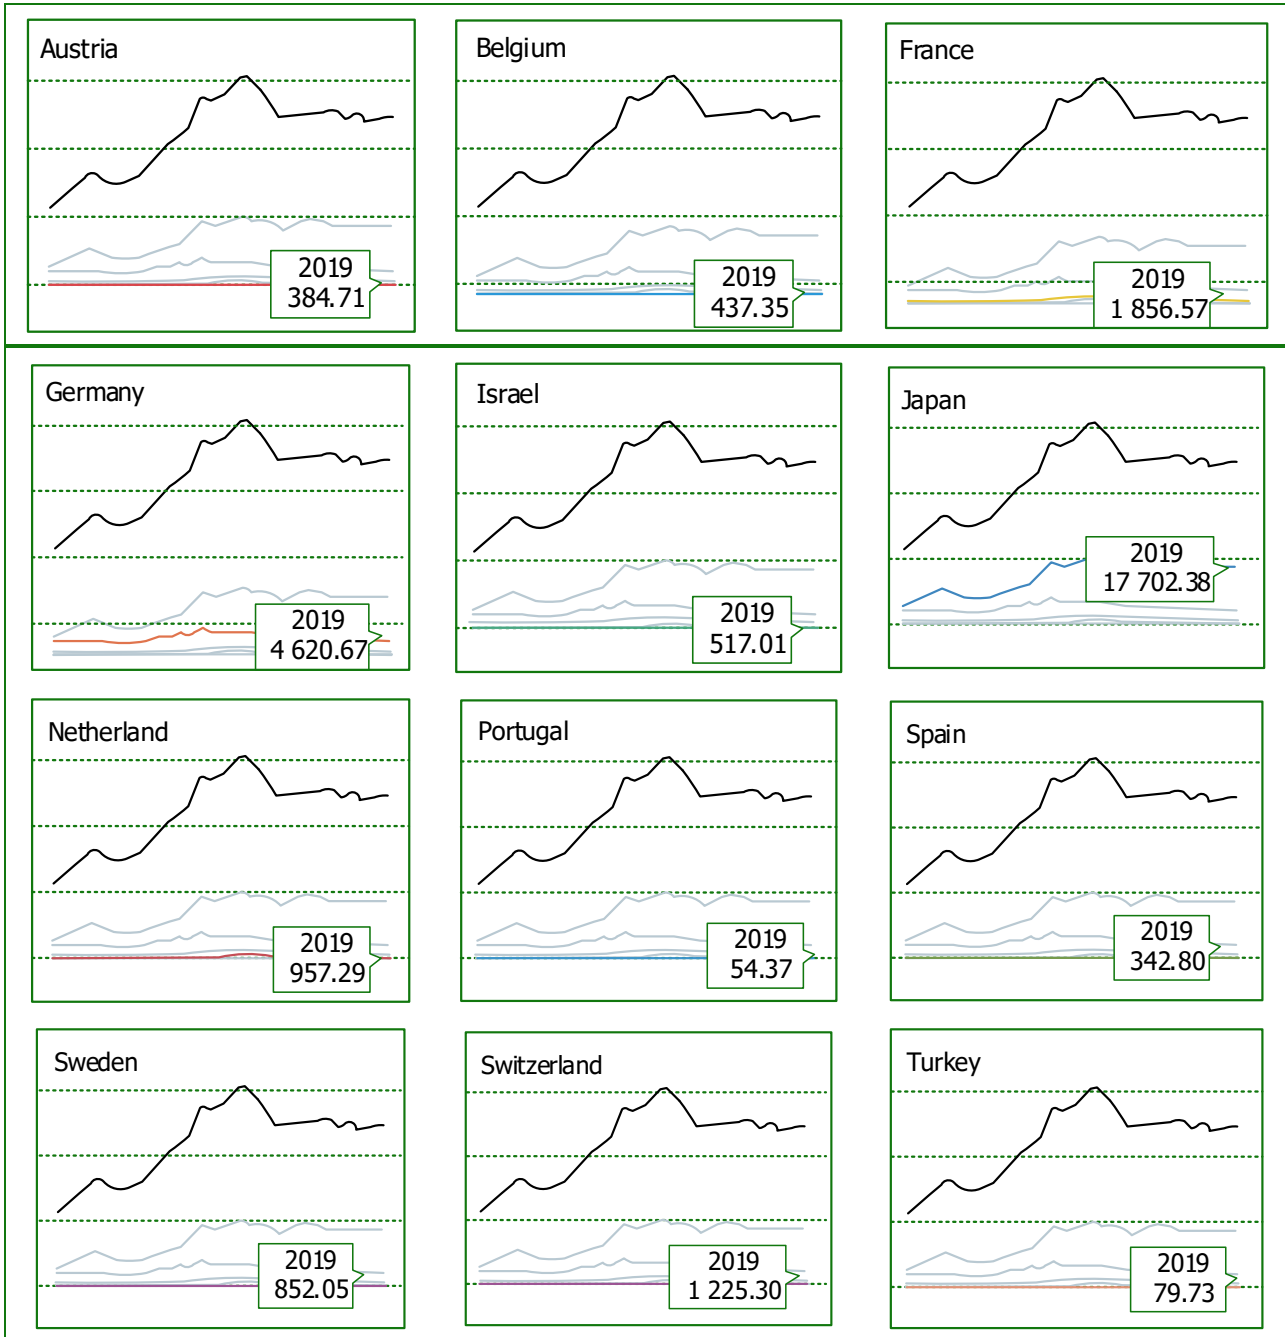 Austria
2019
384.71
Belgium
2019
437.35
France
2019
1 856.57
Germany
2019
4 620.67
Israel
2019
517.01
Japan
2019
17 702.38
Netherland
2019
957.29
Portugal
2019
54.37
Spain
2019
342.80
Sweden
2019
852.05
Switzerland
2019
1 225.30
Turkey
2019
79.73